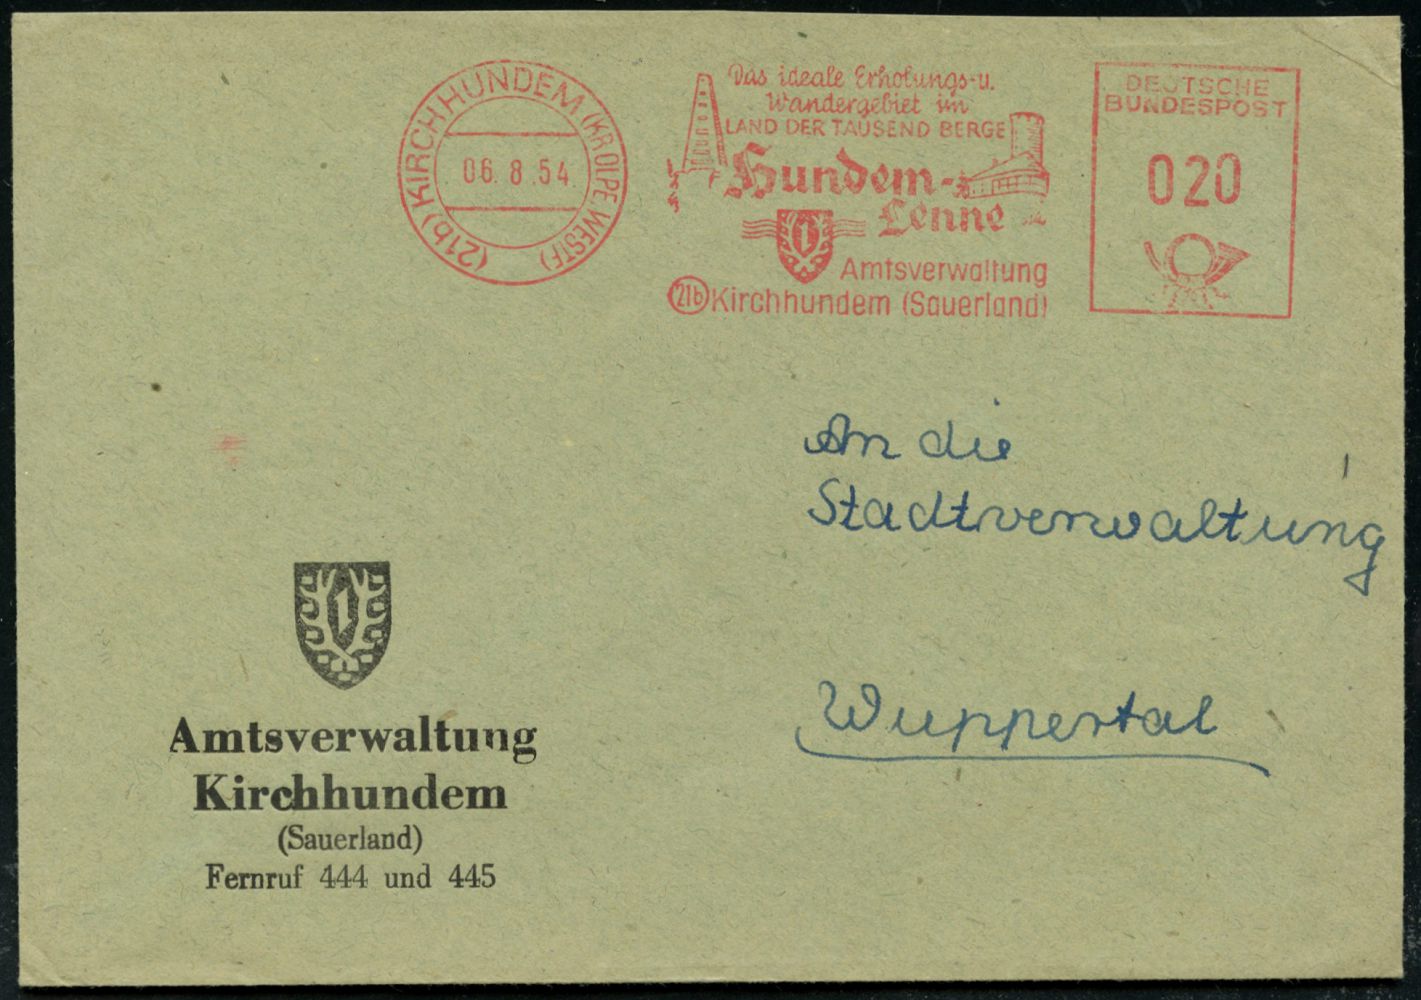 (21b) KIRCHHUNDEM (KR OLPE WESTF)
06. 8. 54.
Das ideale Erholungs-u.
Wandergebiet im
LAND DER TAUSEND BERGE
Hundem-
Lenne
Amtsverwaltung
21b Kirchhundem (Sauerland)
DEUTSCHE
BUNDESPOST
020
An die
Stadtverwaltung
Wuppertal
Amtsverwaltung
Kirchhundem
(Sauerland)
Fernruf 444 und 445